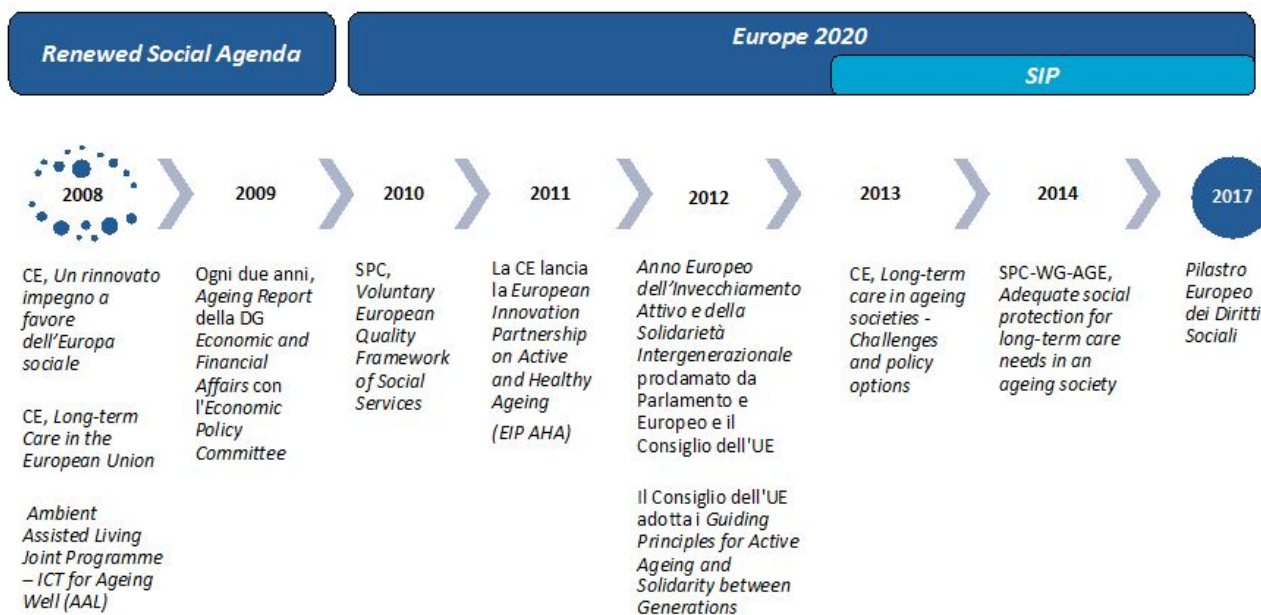 Renewed Social Agenda
Europe 2020
SIP
2008
2009
2010
2011
2012
2013
2014
2017
CE, Un rinnovato
impegno a
favore
dell'Europa
sociale
CE, Long-term
Care in the
European Union
Ambient
Assisted Living
Joint Programme
– ICT for Ageing
Well (AAL)
Ogni due anni,
Ageing Report
della DG
Economic and
Financial
Affairs con
l'Economic
Policy
Committee
SPC,
Voluntary
European
Quality
Framework
of Social
Services
La CE lancia
la European
Innovation
Partnership
on Active
and Healthy
Ageing
(EIP AHA)
Anno Europeo
dell'Invecchiamento
Attivo e della
Solidarietà
Intergenerazionale
proclamato da
Parlamento e
Europeo e il
Consiglio dell'UE
Il Consiglio dell'UE
adotta i Guiding
Principles for Active
Ageing and
Solidarity between
Generations
CE, Long-term
care in ageing
societies -
Challenges
and policy
options
SPC-WG-AGE,
Adequate social
protection for
long-term care
needs in an
ageing society
Pilastro
Europeo
dei Diritti
Sociali